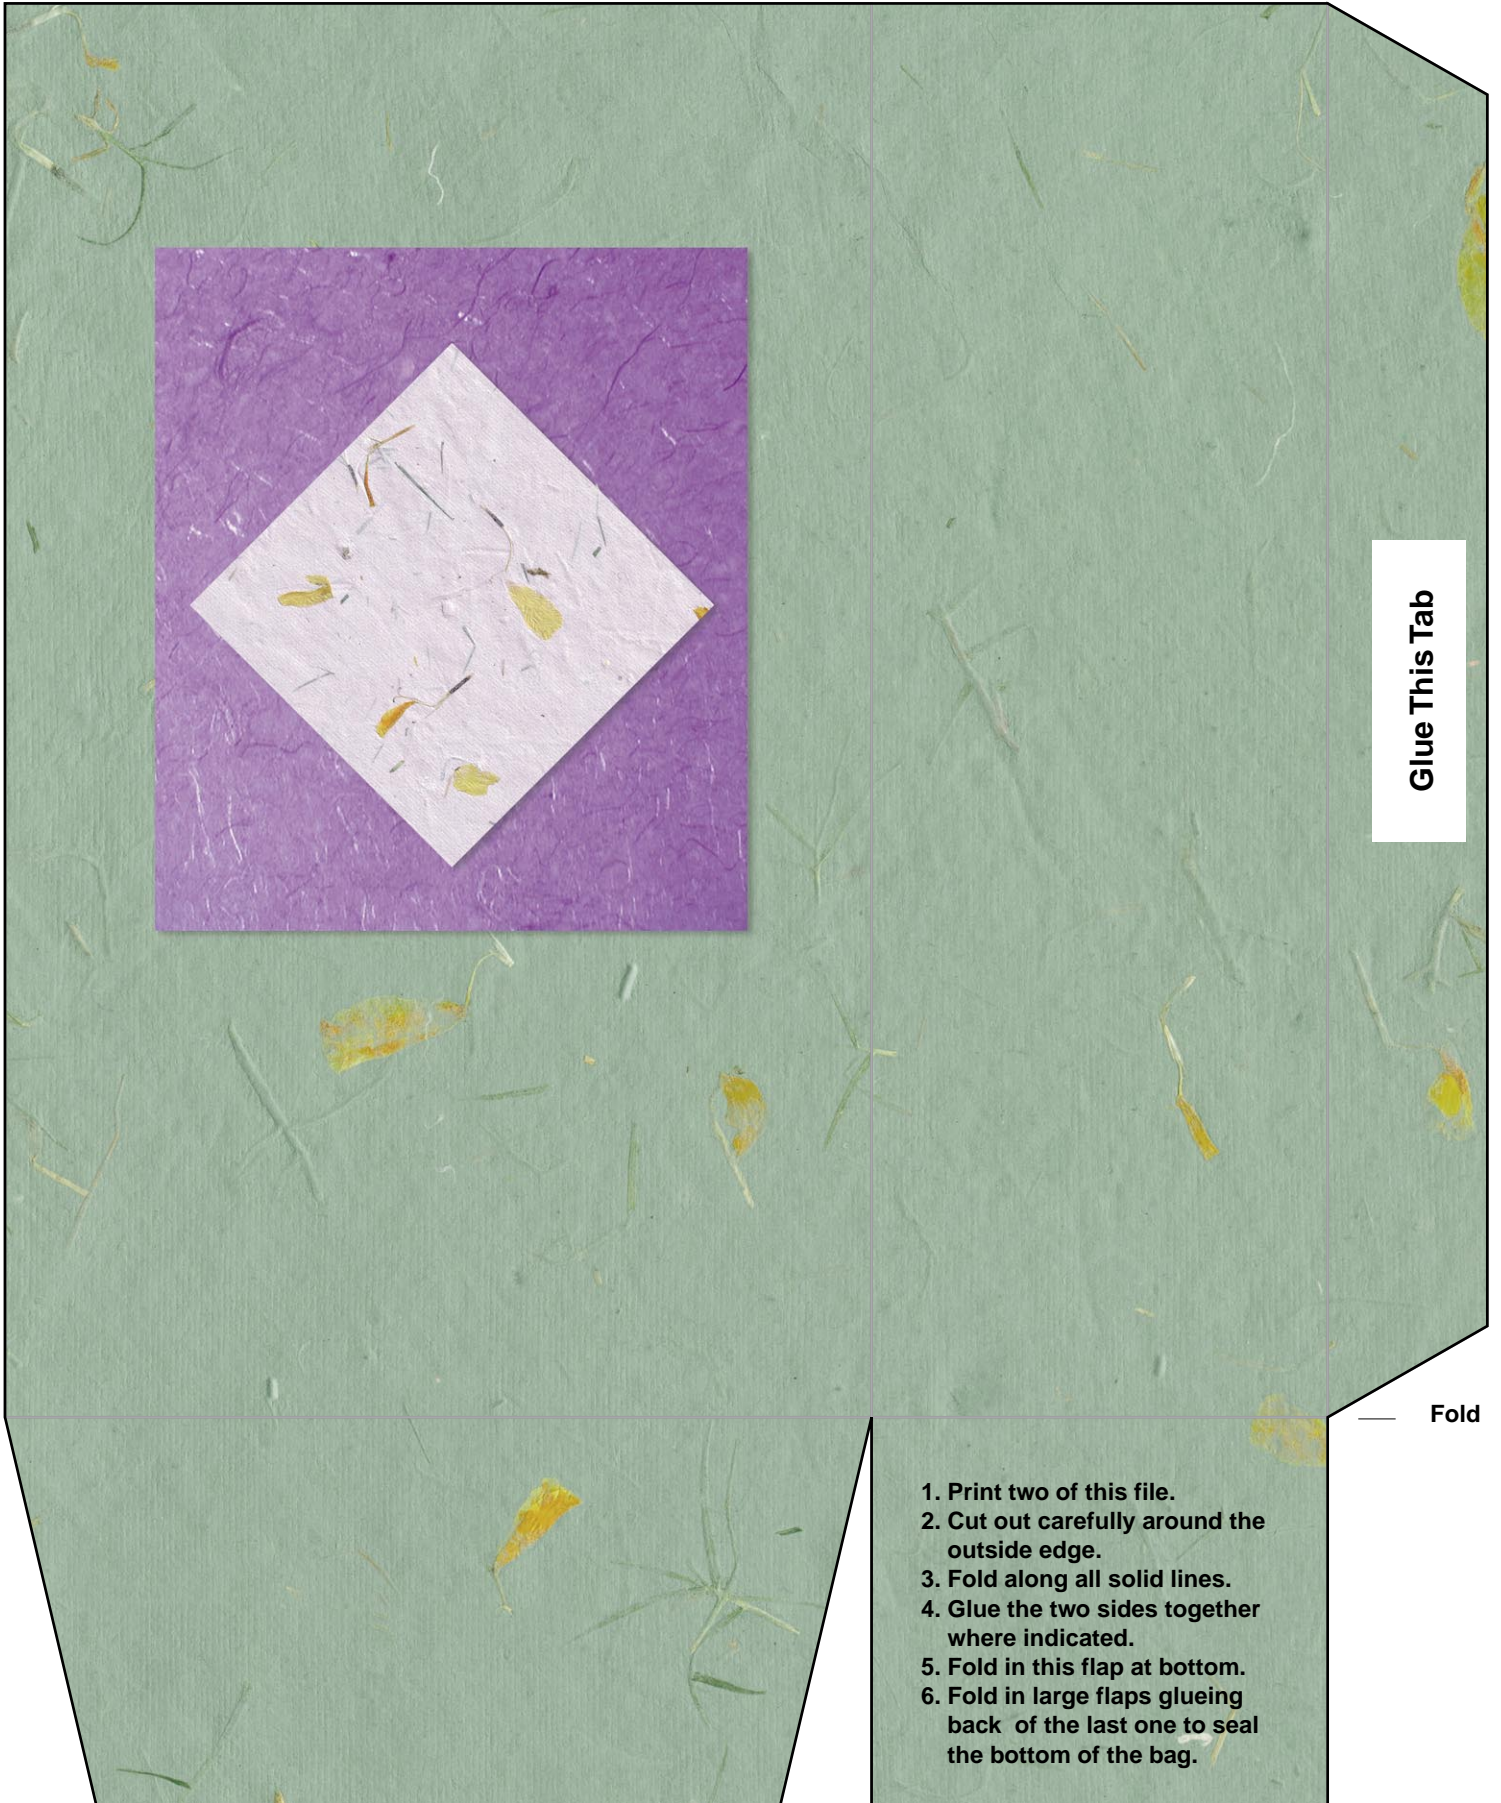 Glue This Tab
Fold
1. Print two of this file.
2. Cut out carefully around the
outside edge.
3. Fold along all solid lines.
4. Glue the two sides together
where indicated.
5. Fold in this flap at bottom.
6. Fold in large flaps glueing
back  of the last one to seal
the bottom of the bag.